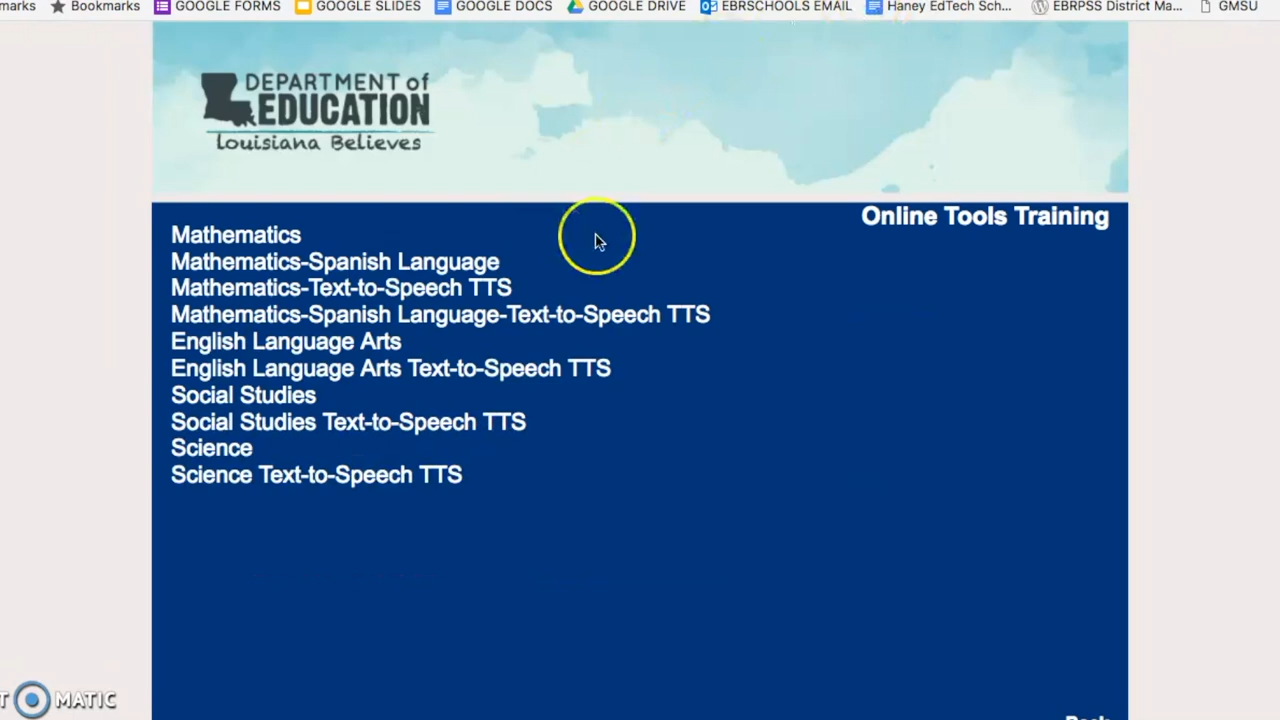 marks Bookmarks GOOGLE FORMS GOOGLE SLIDES GOOGLE DOCS GOOGLE DRIVE EBRSCHOOLS EMAIL Haney EdTech Sch... EBRPSS District Ma... GMSU
DEPARTMENT of
EDUCATION
Louisiana Believes
Online Tools Training
Mathematics
Mathematics-Spanish Language
Mathematics-Text-to-Speech TTS
Mathematics-Spanish Language-Text-to-Speech TTS
English Language Arts
English Language Arts Text-to-Speech TTS
Social Studies
Social Studies Text-to-Speech TTS
Science
Science Text-to-Speech TTS
T MATIC
Back